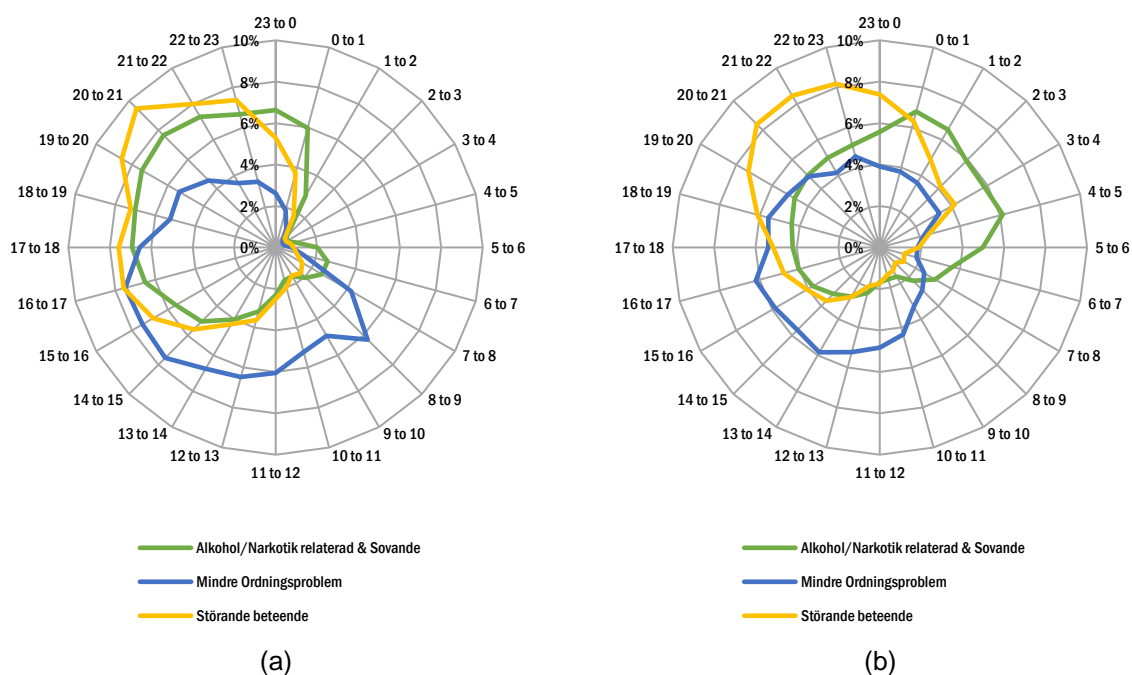 23 to 0
0 to 1
1 to 2
2 to 3
3 to 4
4 to 5
5 to 6
6 to 7
7 to 8
8 to 9
9 to 10
10 to 11
11 to 12
12 to 13
13 to 14
14 to 15
15 to 16
16 to 17
17 to 18
18 to 19
19 to 20
20 to 21
21 to 22
22 to 23
10%
8%
6%
4%
2%
0%
Alkohol/Narkotik relaterad & Sovande
Mindre Ordningsproblem
Störande beteende
(a)
23 to 0
0 to 1
1 to 2
2 to 3
3 to 4
4 to 5
5 to 6
6 to 7
7 to 8
8 to 9
9 to 10
10 to 11
11 to 12
12 to 13
13 to 14
14 to 15
15 to 16
16 to 17
17 to 18
18 to 19
19 to 20
20 to 21
21 to 22
22 to 23
10%
8%
6%
4%
2%
0%
Alkohol/Narkotik relaterad & Sovande
Mindre Ordningsproblem
Störande beteende
(b)